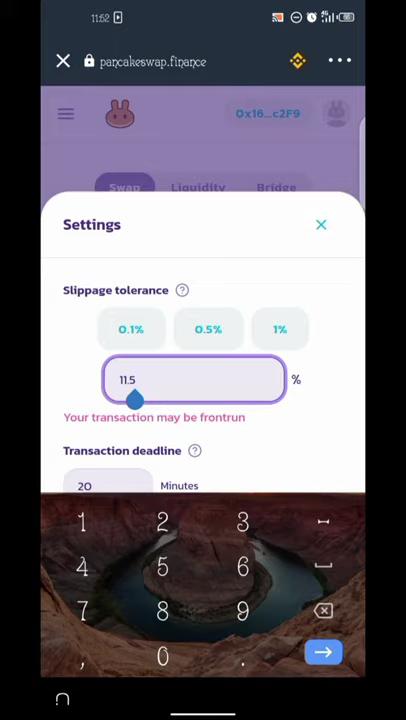 11:52
pancakeswap.finance
0x16...c2F9
Swap Liquidity Bridge
Settings
Slippage tolerance ?
0.1% 0.5% 1%
11.5 %
Your transaction may be frontrun
Transaction deadline ?
20 Minutes
1 2 3 -
4 5 6
7 8 9
, 0 .